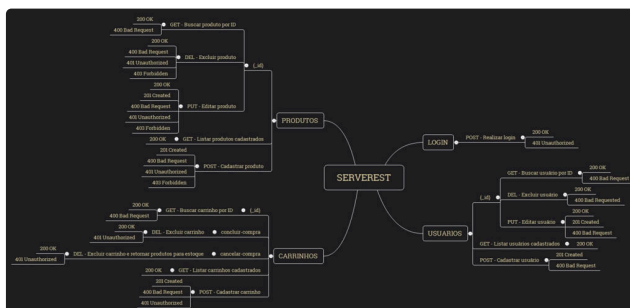 SERVEREST
PRODUTOS
{_id}
GET - Buscar produto por ID
200 OK
400 Bad Request
DEL - Excluir produto
200 OK
400 Bad Request
401 Unauthorized
403 Forbidden
PUT - Editar produto
200 OK
201 Created
400 Bad Request
401 Unauthorized
403 Forbidden
GET - Listar produtos cadastrados
200 OK
POST - Cadastrar produto
201 Created
400 Bad Request
401 Unauthorized
403 Forbidden
CARRINHOS
{_id}
GET - Buscar carrinho por ID
200 OK
400 Bad Request
concluir-compra
DEL - Excluir carrinho
200 OK
401 Unauthorized
cancelar-compra
DEL - Excluir carrinho e retornar produtos para estoque
200 OK
401 Unauthorized
GET - Listar carrinhos cadastrados
200 OK
POST - Cadastrar carrinho
201 Created
400 Bad Request
401 Unauthorized
LOGIN
POST - Realizar login
200 OK
401 Unauthorized
USUARIOS
{_id}
GET - Buscar usuário por ID
200 OK
400 Bad Request
DEL - Excluir usuário
200 OK
400 Bad Requested
PUT - Editar usuário
200 OK
201 Created
400 Bad Request
GET - Listar usuários cadastrados
200 OK
POST - Cadastrar usuário
201 Created
400 Bad Request